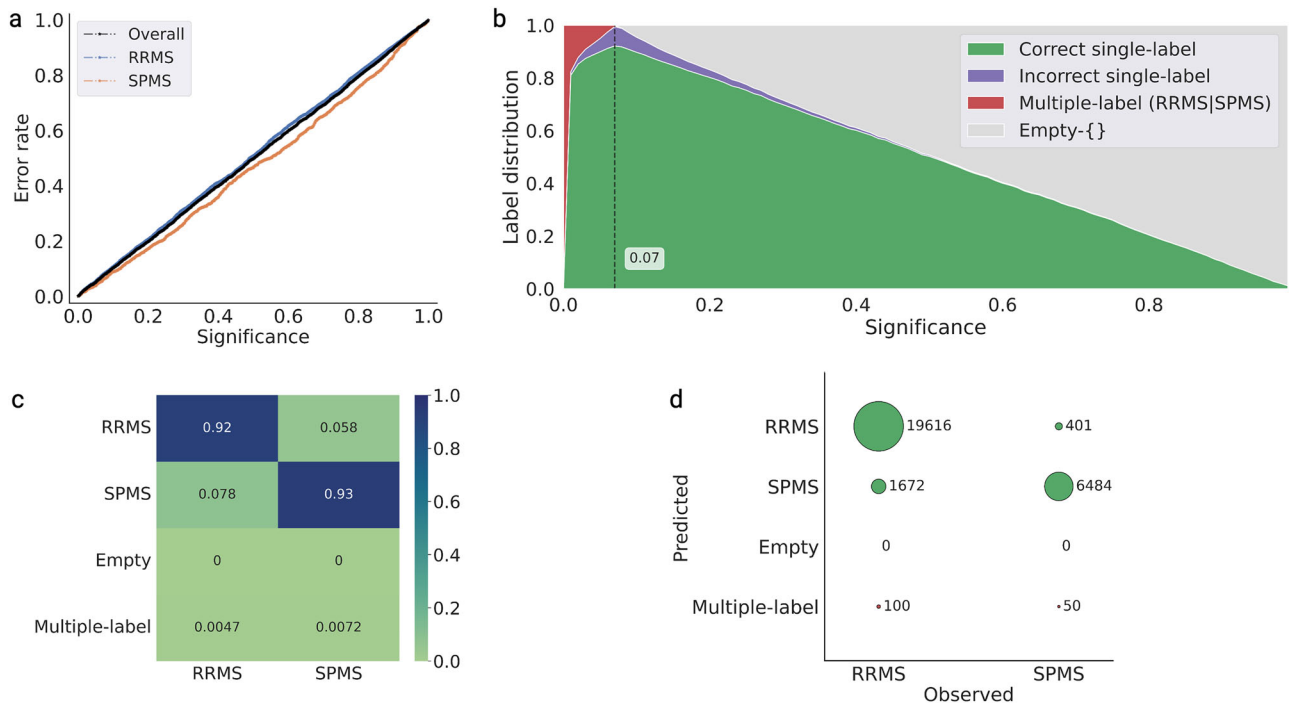 a
1.0
0.8
0.6
0.4
0.2
0.0
Error rate
Overall
RRMS
SPMS
0.0 0.2 0.4 0.6 0.8 1.0
Significance
b
1.0
0.8
0.6
0.4
0.2
0.0
Label distribution
Correct single-label
Incorrect single-label
Multiple-label (RRMS|SPMS)
Empty-{}
0.07
0.0 0.2 0.4 0.6 0.8
Significance
c
RRMS 0.92 0.058
SPMS 0.078 0.93
Empty 0 0
Multiple-label 0.0047 0.0072
RRMS SPMS
1.0
0.8
0.6
0.4
0.2
0.0
d
Predicted
RRMS 19616 401
SPMS 1672 6484
Empty 0 0
Multiple-label 100 50
RRMS SPMS
Observed